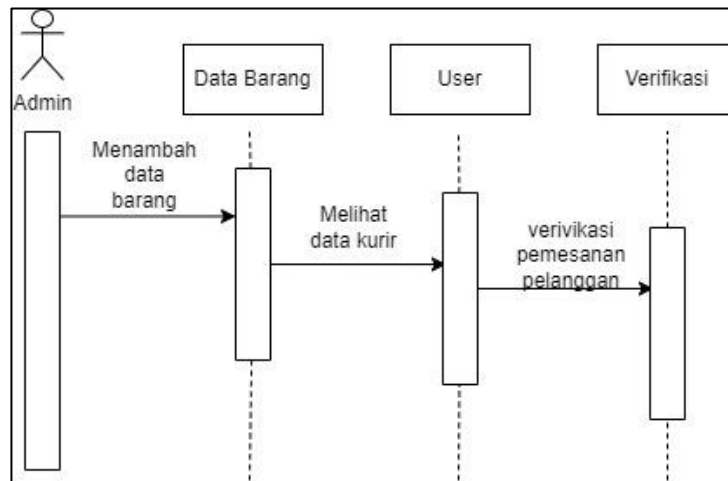 Admin
Data Barang
User
Verifikasi
Menambah
data
barang
Melihat
data kurir
verivikasi
pemesanan
pelanggan